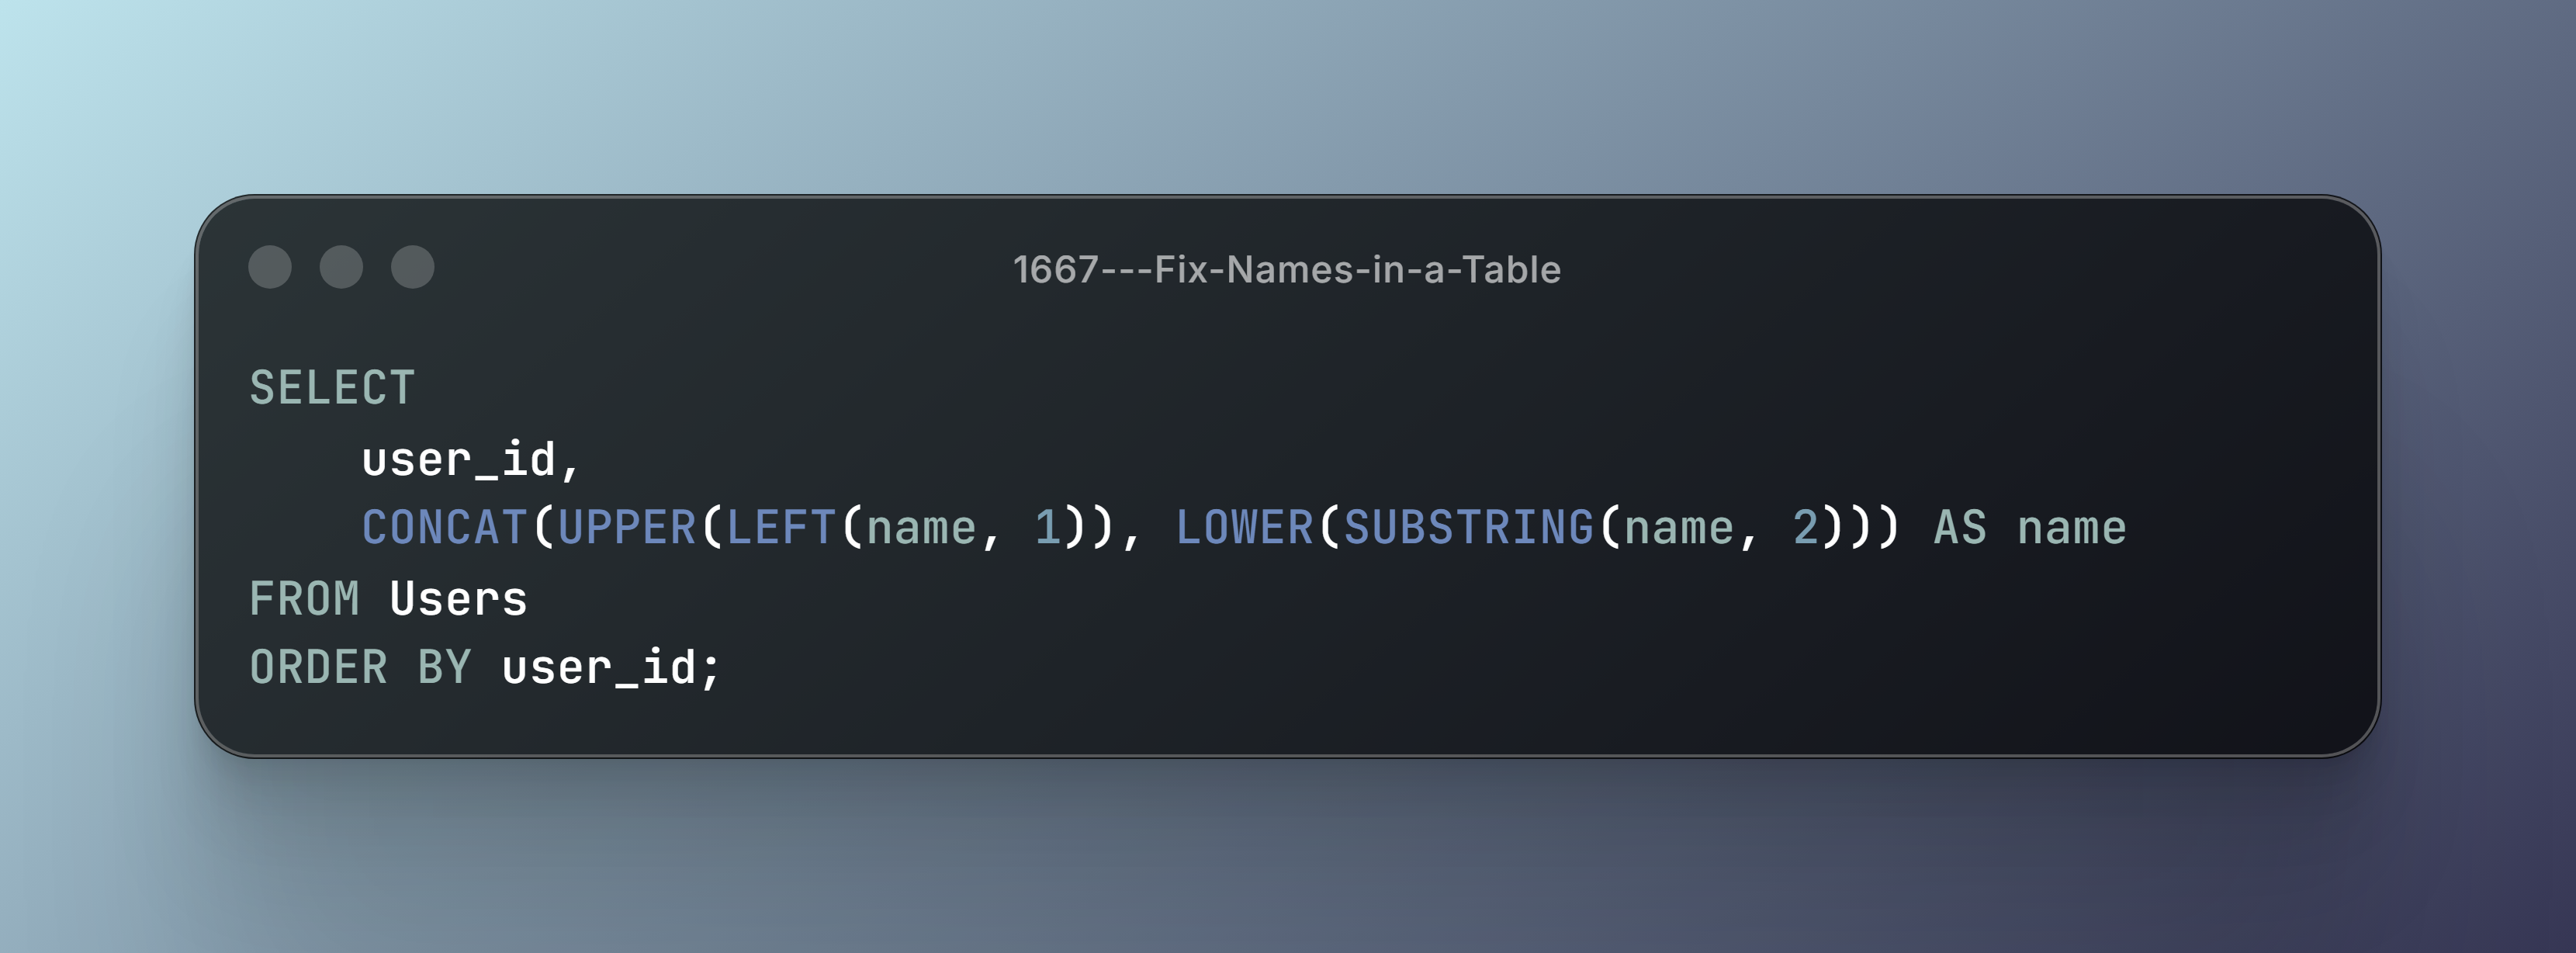 1667---Fix-Names-in-a-Table
SELECT
    user_id,
    CONCAT(UPPER(LEFT(name, 1)), LOWER(SUBSTRING(name, 2))) AS name
FROM Users
ORDER BY user_id;